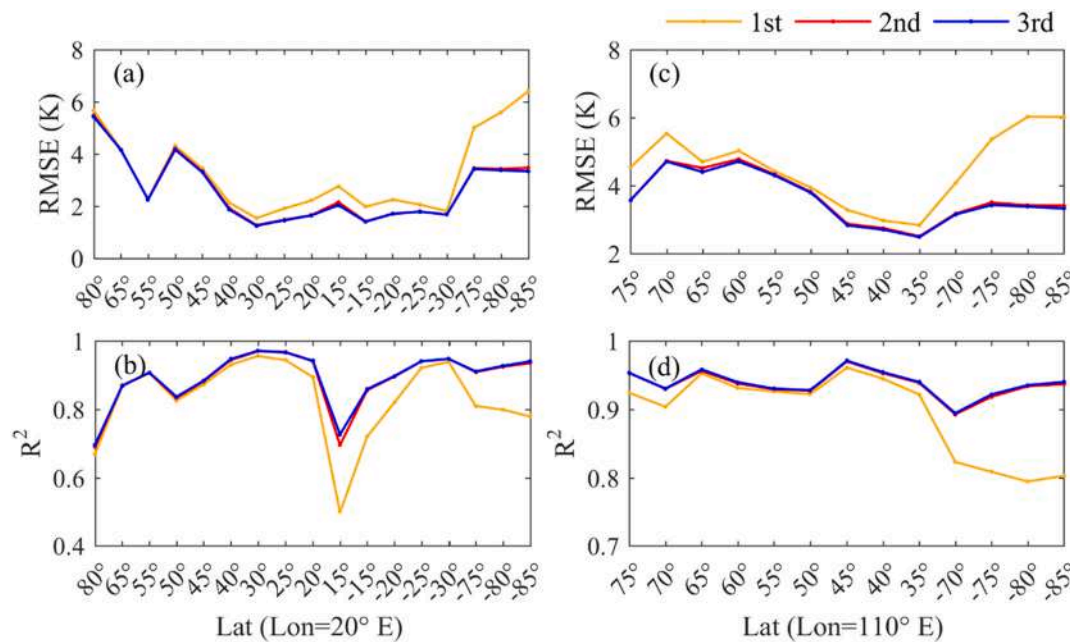 1st 2nd 3rd
(a)
RMSE (K)
8
6
4
2
0
80° 65° 55° 50° 45° 40° 30° 25° 20° 15° -15° -20° -25° -30° -75° -80° -85°
(c)
RMSE (K)
8
6
4
2
75° 70° 65° 60° 55° 50° 45° 40° 35° -70° -75° -80° -85°
(b)
R²
1
0.8
0.6
0.4
80° 65° 55° 50° 45° 40° 30° 25° 20° 15° -15° -20° -25° -30° -75° -80° -85°
Lat (Lon=20° E)
(d)
R²
1
0.9
0.8
0.7
75° 70° 65° 60° 55° 50° 45° 40° 35° -70° -75° -80° -85°
Lat (Lon=110° E)